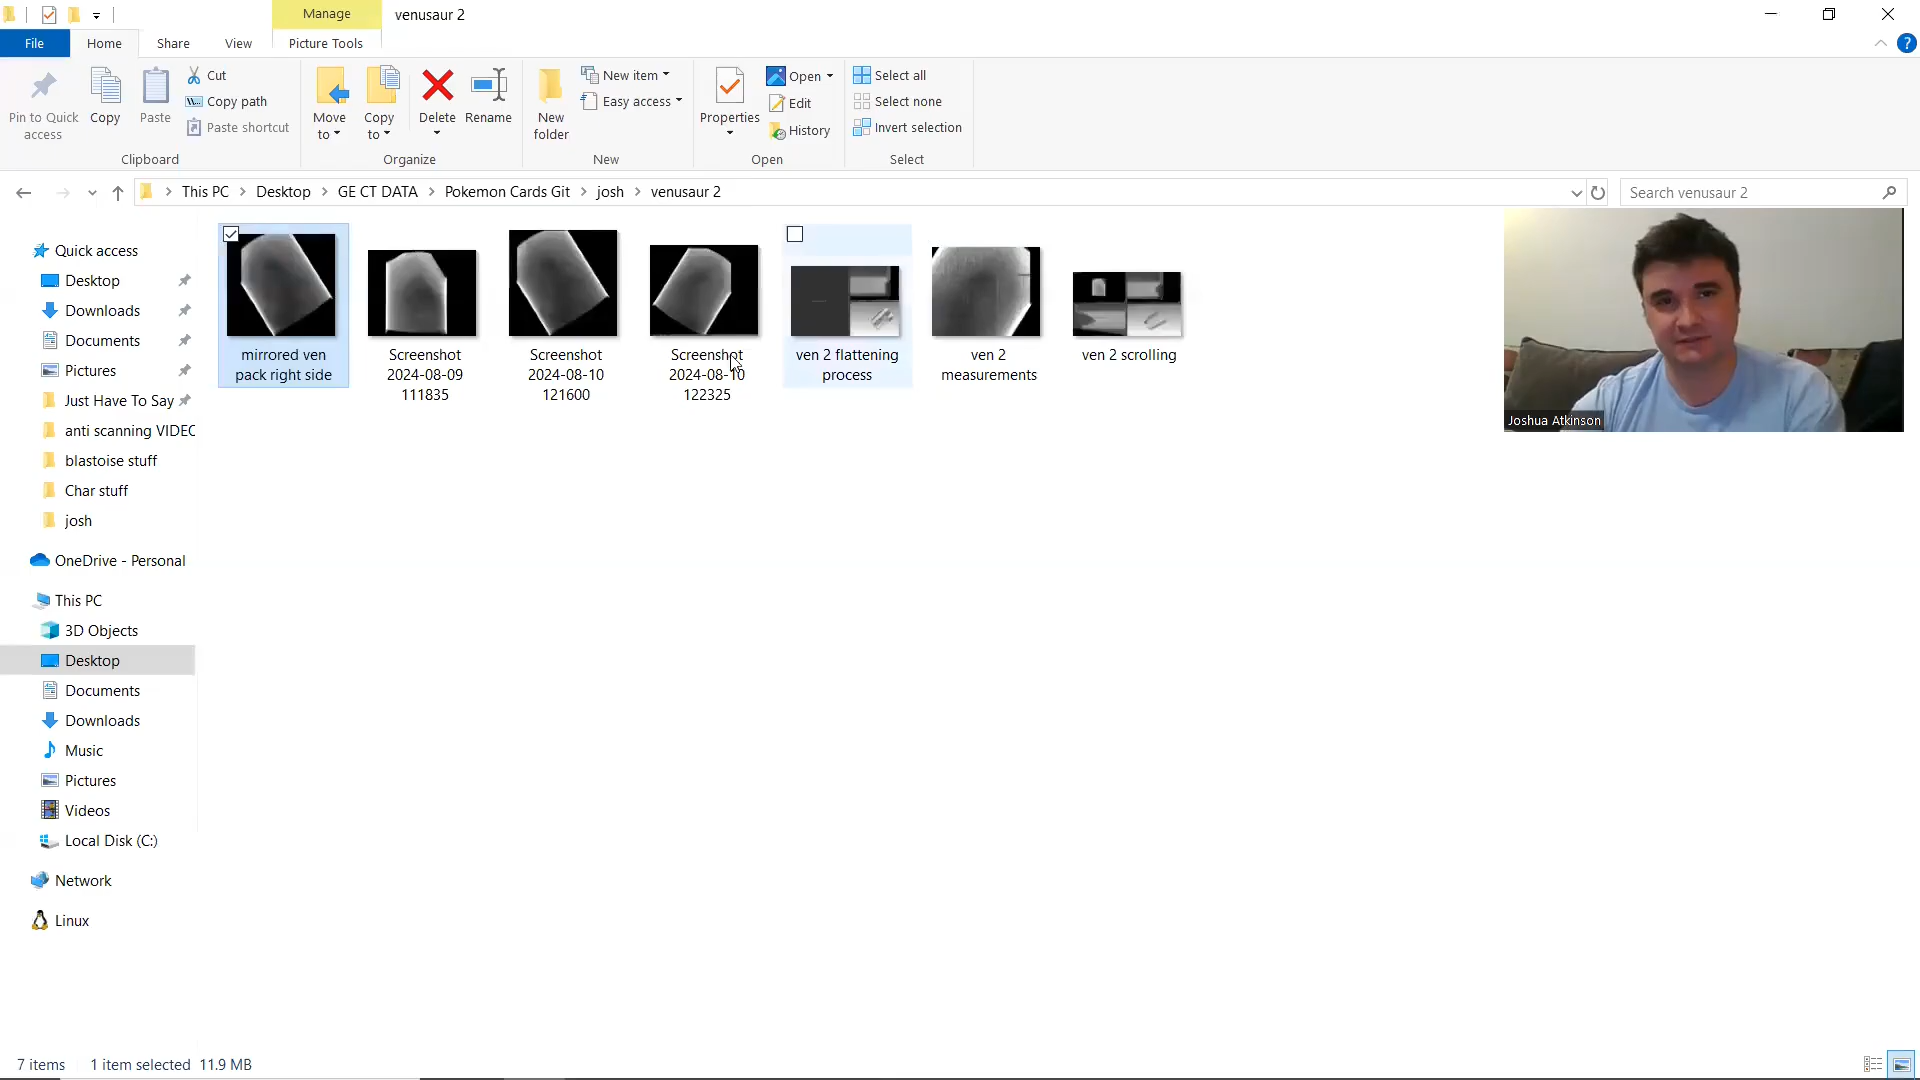 Manage
venusaur 2
File
Home
Share
View
Picture Tools
Pin to Quick
access
Copy
Paste
Cut
Copy path
Paste shortcut
Clipboard
Move
to
Copy
to
Delete
Rename
Organize
New
folder
New item
Easy access
New
Properties
Open
Edit
History
Open
Select all
Select none
Invert selection
Select
This PC
Desktop
GE CT DATA
Pokemon Cards Git
josh
venusaur 2
Search venusaur 2
Quick access
Desktop
Downloads
Documents
Pictures
Just Have To Say
anti scanning VIDEO
blastoise stuff
Char stuff
josh
OneDrive - Personal
This PC
3D Objects
Desktop
Documents
Downloads
Music
Pictures
Videos
Local Disk (C:)
Network
Linux
mirrored ven
pack right side
Screenshot
2024-08-09
111835
Screenshot
2024-08-10
121600
Screenshot
2024-08-10
122325
ven 2 flattening
process
ven 2
measurements
ven 2 scrolling
Joshua Atkinson
7 items
1 item selected 11.9 MB